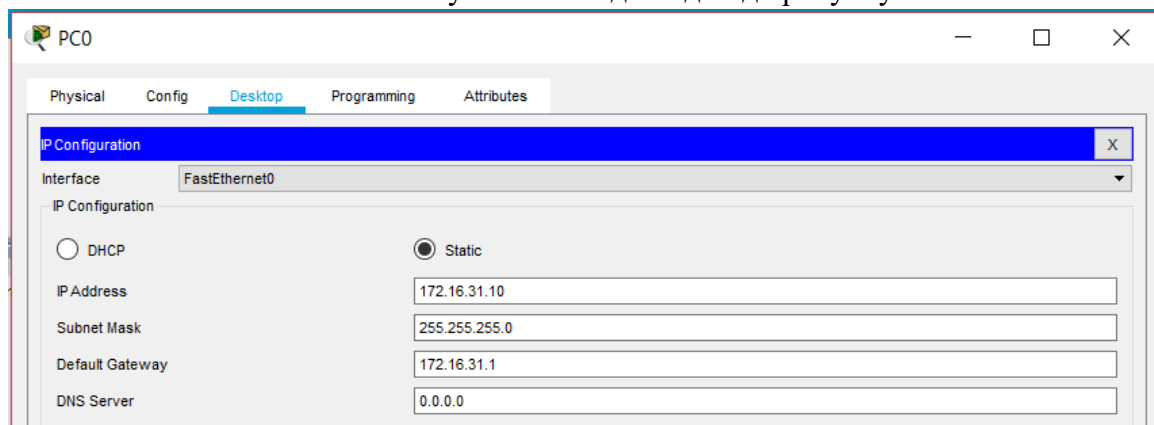 PC0
Physical Config Desktop Programming Attributes
IP Configuration X
Interface FastEthernet0
IP Configuration
DHCP Static
IP Address 172.16.31.10
Subnet Mask 255.255.255.0
Default Gateway 172.16.31.1
DNS Server 0.0.0.0